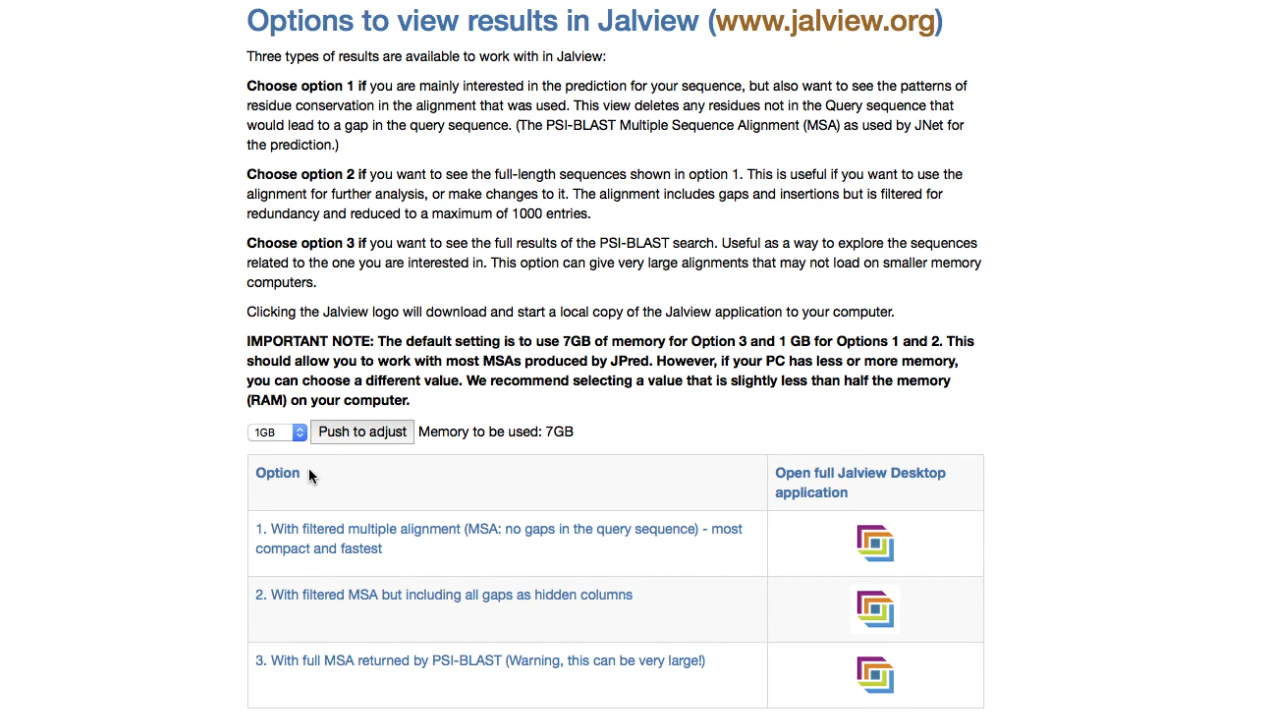 Options to view results in Jalview (www.jalview.org)
Three types of results are available to work with in Jalview:
Choose option 1 if you are mainly interested in the prediction for your sequence, but also want to see the patterns of
residue conservation in the alignment that was used. This view deletes any residues not in the Query sequence that
would lead to a gap in the query sequence. (The PSI-BLAST Multiple Sequence Alignment (MSA) as used by JNet for
the prediction.)
Choose option 2 if you want to see the full-length sequences shown in option 1. This is useful if you want to use the
alignment for further analysis, or make changes to it. The alignment includes gaps and insertions but is filtered for
redundancy and reduced to a maximum of 1000 entries.
Choose option 3 if you want to see the full results of the PSI-BLAST search. Useful as a way to explore the sequences
related to the one you are interested in. This option can give very large alignments that may not load on smaller memory
computers.
Clicking the Jalview logo will download and start a local copy of the Jalview application to your computer.
IMPORTANT NOTE: The default setting is to use 7GB of memory for Option 3 and 1 GB for Options 1 and 2. This
should allow you to work with most MSAs produced by JPred. However, if your PC has less or more memory,
you can choose a different value. We recommend selecting a value that is slightly less than half the memory
(RAM) on your computer.
1GB Push to adjust Memory to be used: 7GB
Option
Open full Jalview Desktop
application
1. With filtered multiple alignment (MSA: no gaps in the query sequence) - most
compact and fastest
2. With filtered MSA but including all gaps as hidden columns
3. With full MSA returned by PSI-BLAST (Warning, this can be very large!)